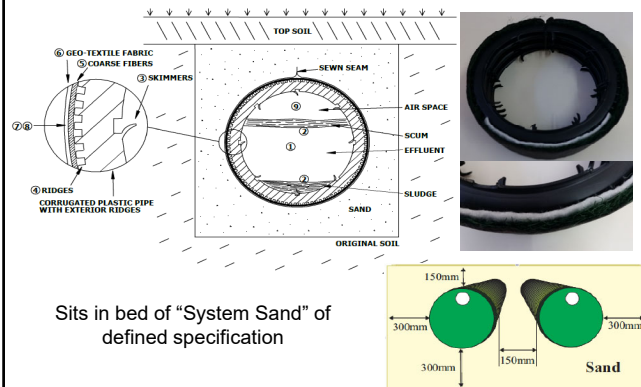 TOP SOIL
⑥ GEO-TEXTILE FABRIC
⑤ COARSE FIBERS
③ SKIMMERS
⑦⑧
④ RIDGES
CORRUGATED PLASTIC PIPE
WITH EXTERIOR RIDGES
SEWN SEAM
⑨
AIR SPACE
②
SCUM
①
EFFLUENT
②
SLUDGE
SAND
ORIGINAL SOIL
Sits in bed of “System Sand” of
defined specification
150mm
300mm
300mm
150mm
300mm
Sand